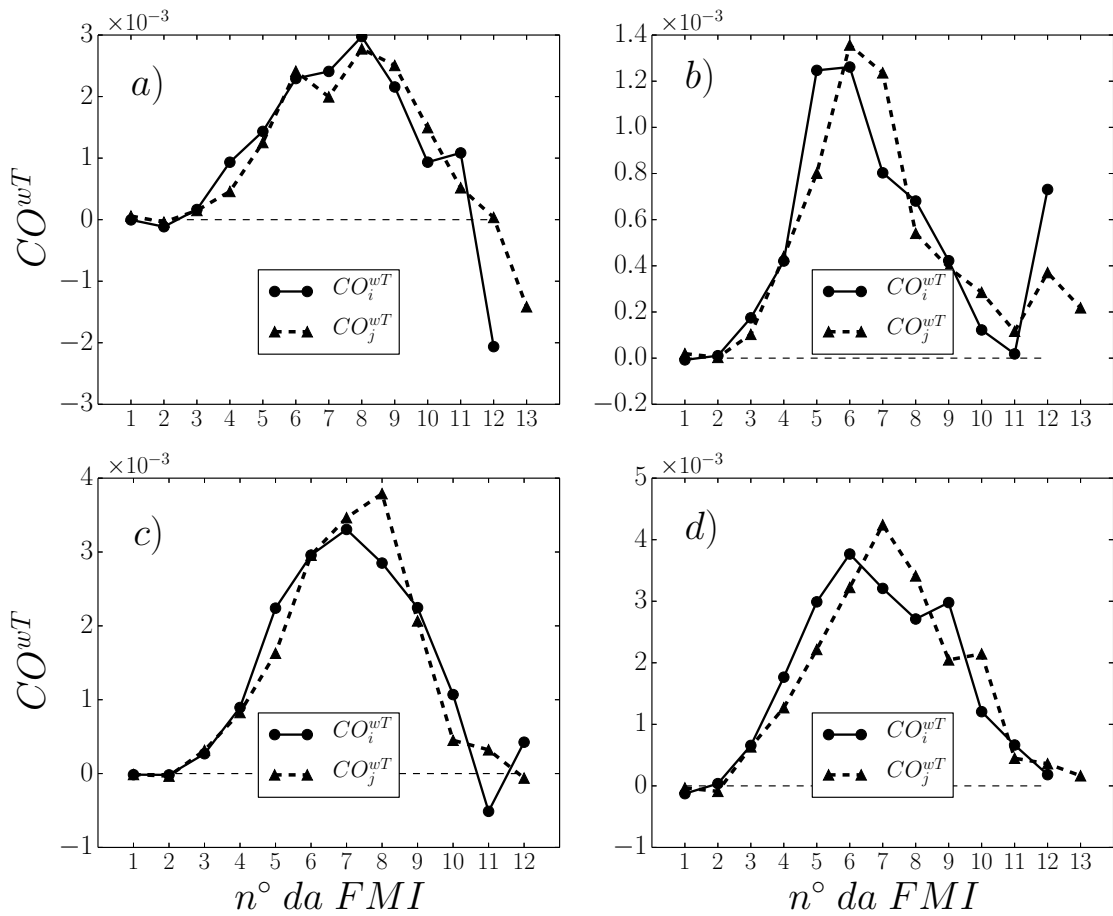 ×10⁻³
a)
CO^{wT}
3
2
1
0
−1
−2
−3
CO_i^{wT}
CO_j^{wT}
1 2 3 4 5 6 7 8 9 10 11 12 13
×10⁻³
b)
1.4
1.2
1.0
0.8
0.6
0.4
0.2
0.0
−0.2
CO_i^{wT}
CO_j^{wT}
1 2 3 4 5 6 7 8 9 10 11 12 13
×10⁻³
c)
CO^{wT}
4
3
2
1
0
−1
CO_i^{wT}
CO_j^{wT}
1 2 3 4 5 6 7 8 9 10 11 12
n° da FMI
×10⁻³
d)
5
4
3
2
1
0
−1
CO_i^{wT}
CO_j^{wT}
1 2 3 4 5 6 7 8 9 10 11 12 13
n° da FMI